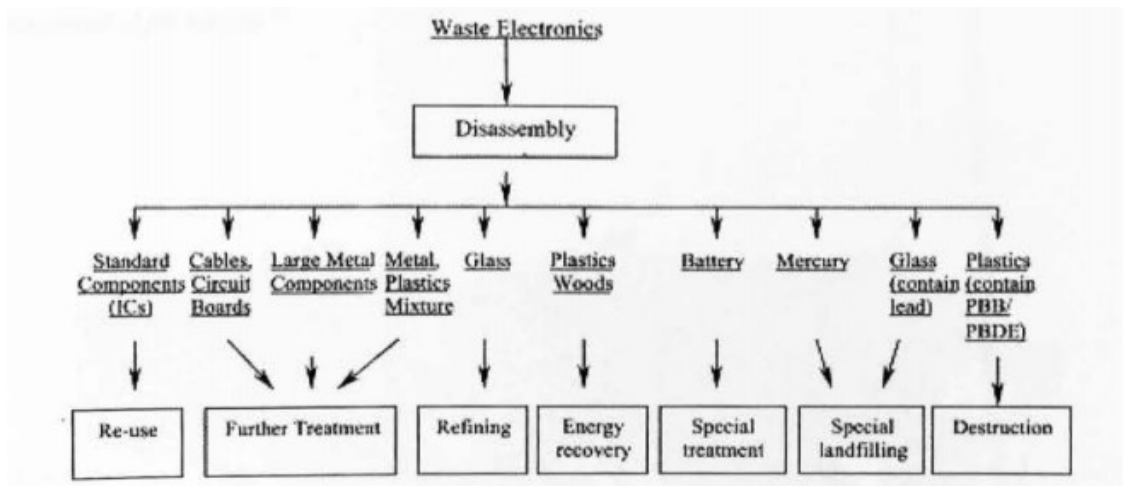 Waste Electronics
Disassembly
Standard
Components
(ICs)
Cables,
Circuit
Boards
Large Metal
Components
Metal,
Plastics
Mixture
Glass
Plastics
Woods
Battery
Mercury
Glass
(contain
lead)
Plastics
(contain
PBB/
PBDE)
Re-use
Further Treatment
Refining
Energy
recovery
Special
treatment
Special
landfilling
Destruction